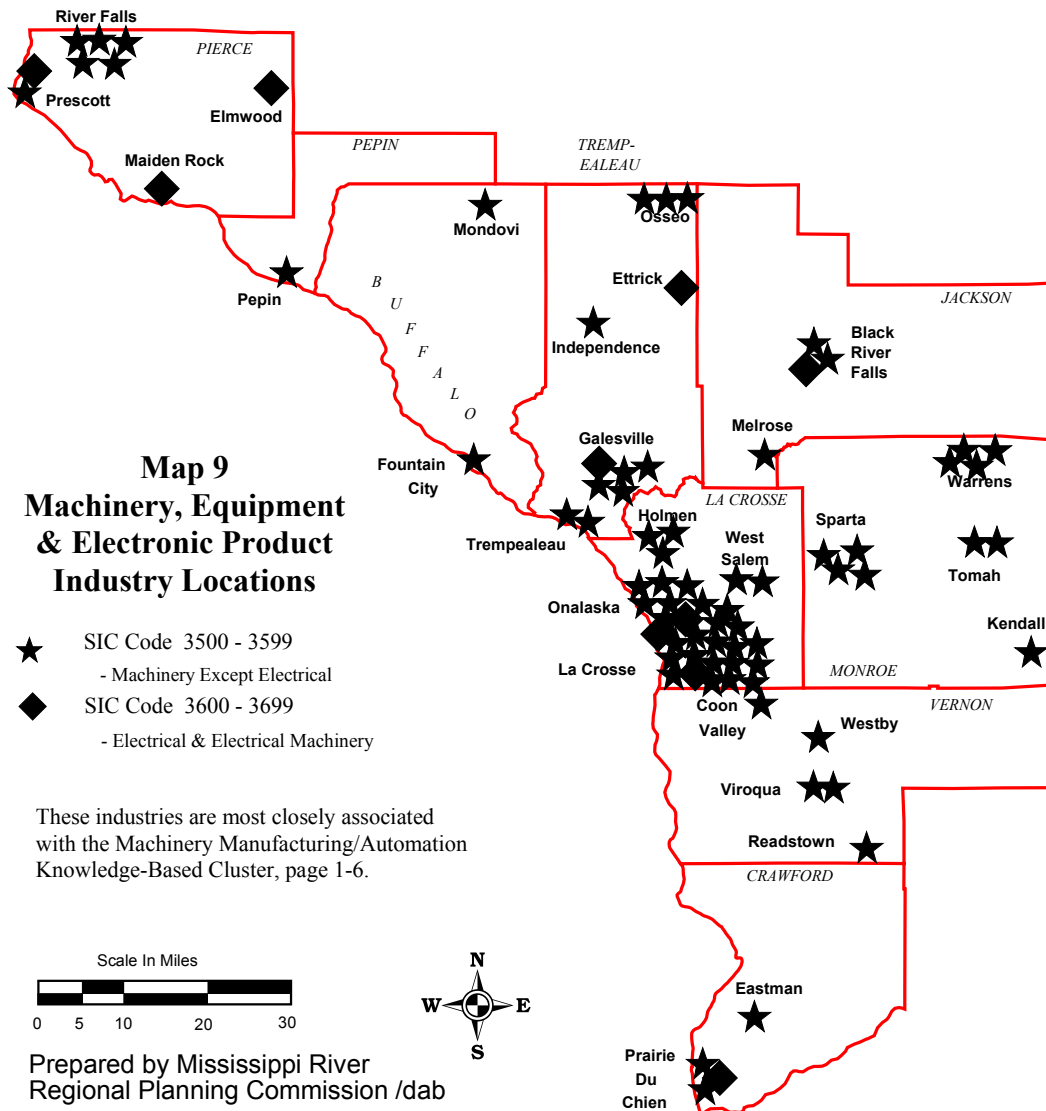 River Falls
PIERCE
Prescott
Elmwood
Maiden Rock
PEPIN
TREMP-
EALEAU
Mondovi
Osseo
Pepin
Ettrick
BUFFALO
JACKSON
Independence
Black
River
Falls
Melrose
Galesville
Fountain
City
Warrens
LA CROSSE
Map 9
Machinery, Equipment
& Electronic Product
Industry Locations
Holmen
Sparta
Trempealeau
West
Salem
Tomah
Onalaska
Kendall
SIC Code 3500 - 3599
- Machinery Except Electrical
La Crosse
MONROE
SIC Code 3600 - 3699
- Electrical & Electrical Machinery
Coon
Valley
VERNON
Westby
Viroqua
These industries are most closely associated
with the Machinery Manufacturing/Automation
Knowledge-Based Cluster, page 1-6.
Readstown
CRAWFORD
Scale In Miles
0 5 10 20 30
N
W E
S
Eastman
Prairie
Du
Chien
Prepared by Mississippi River
Regional Planning Commission /dab